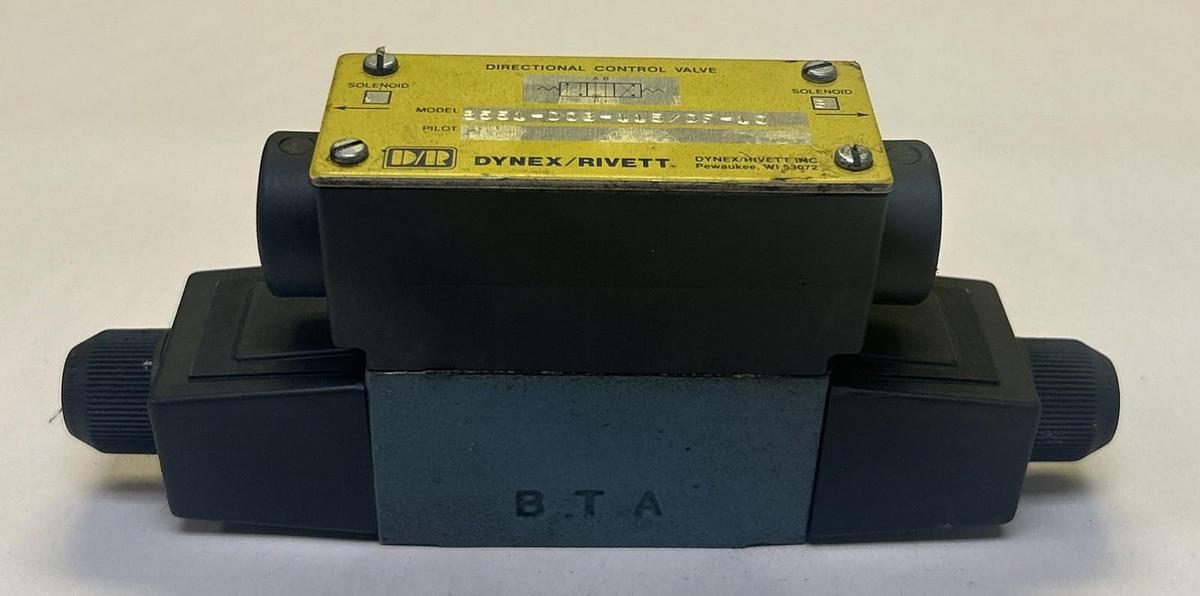 DIRECTIONAL CONTROL VALVE
A B
SOLENOID
SOLENOID
MODEL
PILOT
D/R DYNEX/RIVETT
DYNEX/RIVETT INC
Pewaukee, WI 53072
B T A